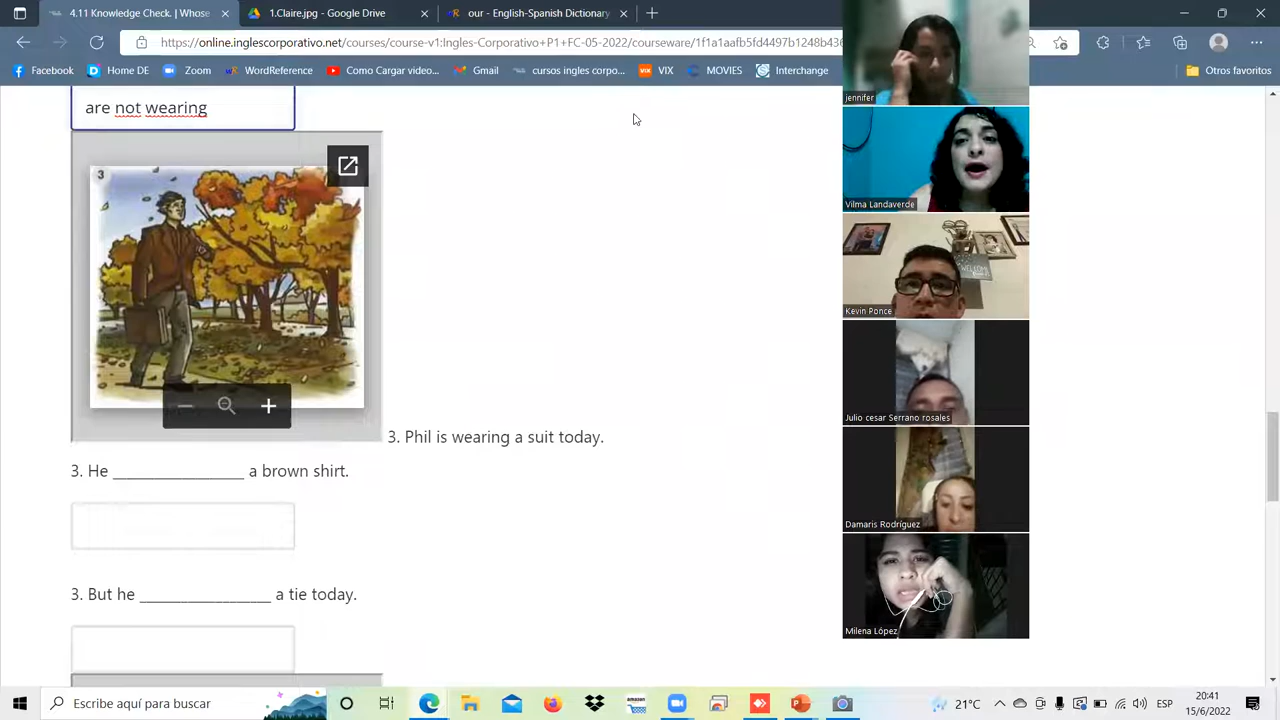 4.11 Knowledge Check. | Whose
1.Claire.jpg - Google Drive
our - English-Spanish Dictionary
https://online.inglescorporativo.net/courses/course-v1:Ingles-Corporativo+P1+FC-05-2022/courseware/1f1a1aafb5fd4497b1248b436
Facebook Home DE Zoom WordReference Como Cargar video... Gmail cursos ingles corpo... VIX MOVIES Interchange Otros favoritos
are not wearing
3
3. Phil is wearing a suit today.
3. He ________________ a brown shirt.
3. But he ________________ a tie today.
jennifer
Vilma Landaverde
WELCOME
Kevin Ponce
Julio cesar Serrano rosales
Damaris Rodríguez
Milena López
Escribe aquí para buscar
21°C ESP 20:41
15/6/2022